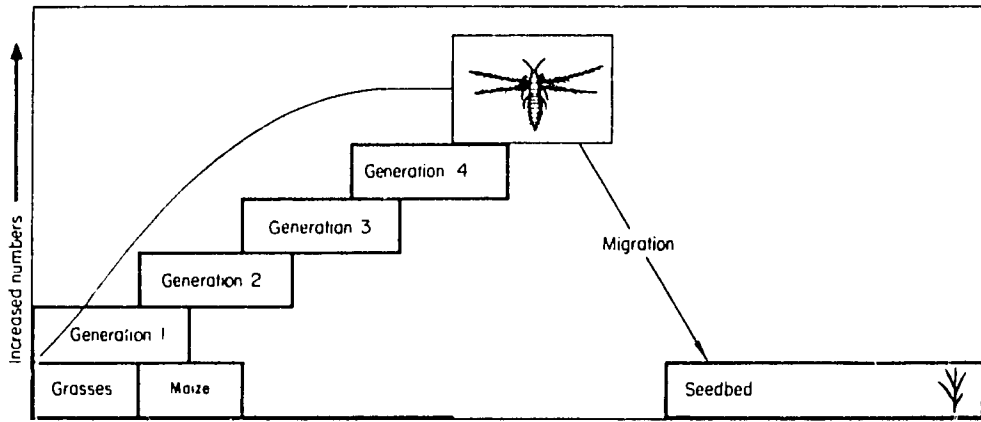 Increased numbers
Generation 4
Generation 3
Migration
Generation 2
Generation 1
Grasses
Maize
Seedbed